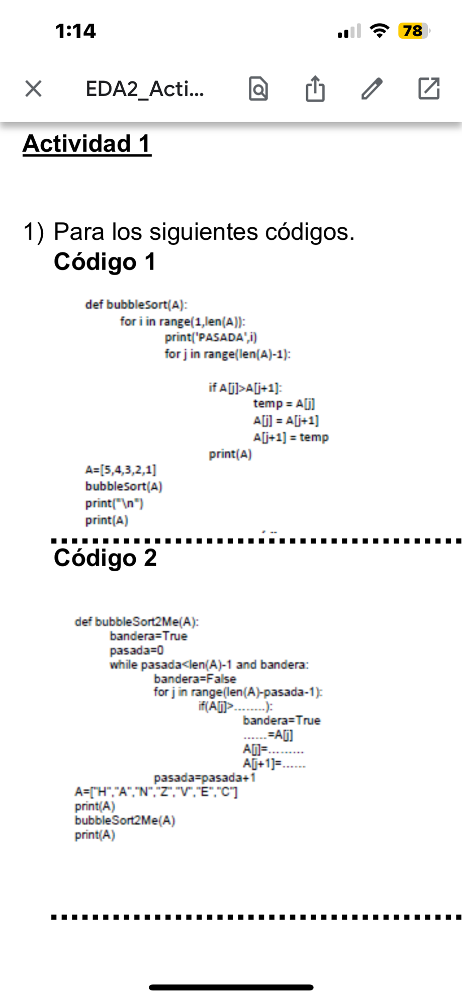 1:14
78
EDA2_Acti...
Actividad 1
1) Para los siguientes códigos.
Código 1
def bubbleSort(A):
for i in range(1,len(A)):
print('PASADA',i)
for j in range(len(A)-1):
if A[j]>A[j+1]:
temp = A[j]
A[j] = A[j+1]
A[j+1] = temp
print(A)
A=[5,4,3,2,1]
bubbleSort(A)
print("\n")
print(A)
Código 2
def bubbleSort2Me(A):
bandera=True
pasada=0
while pasada<len(A)-1 and bandera:
bandera=False
for j in range(len(A)-pasada-1):
if(A[j]>........):
bandera=True
......=A[j]
A[j]=.........
A[j+1]=......
pasada=pasada+1
A=["H","A","N","Z","V","E","C"]
print(A)
bubbleSort2Me(A)
print(A)